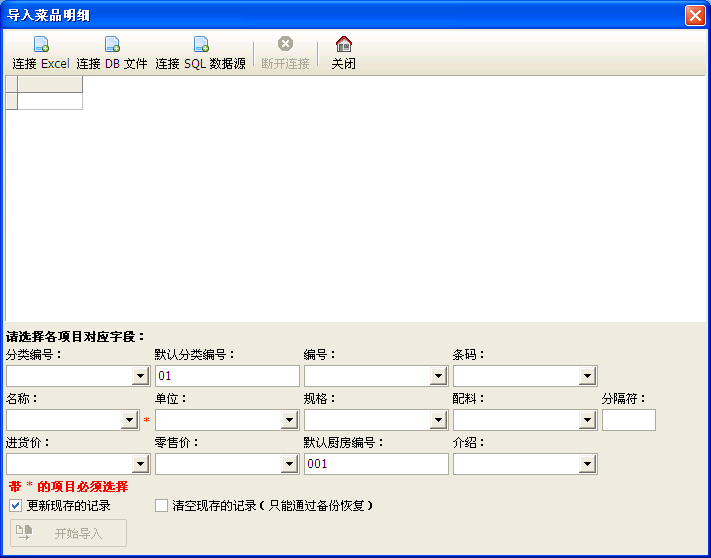 导入菜品明细
连接 Excel 连接 DB 文件 连接 SQL 数据源 断开连接 关闭
请选择各项目对应字段：
分类编号： 默认分类编号： 编号： 条码：
01
名称： 单位： 规格： 配料： 分隔符：
*
进货价： 零售价： 默认厨房编号： 介绍：
001
带 * 的项目必须选择
更新现存的记录 清空现存的记录（只能通过备份恢复）
开始导入